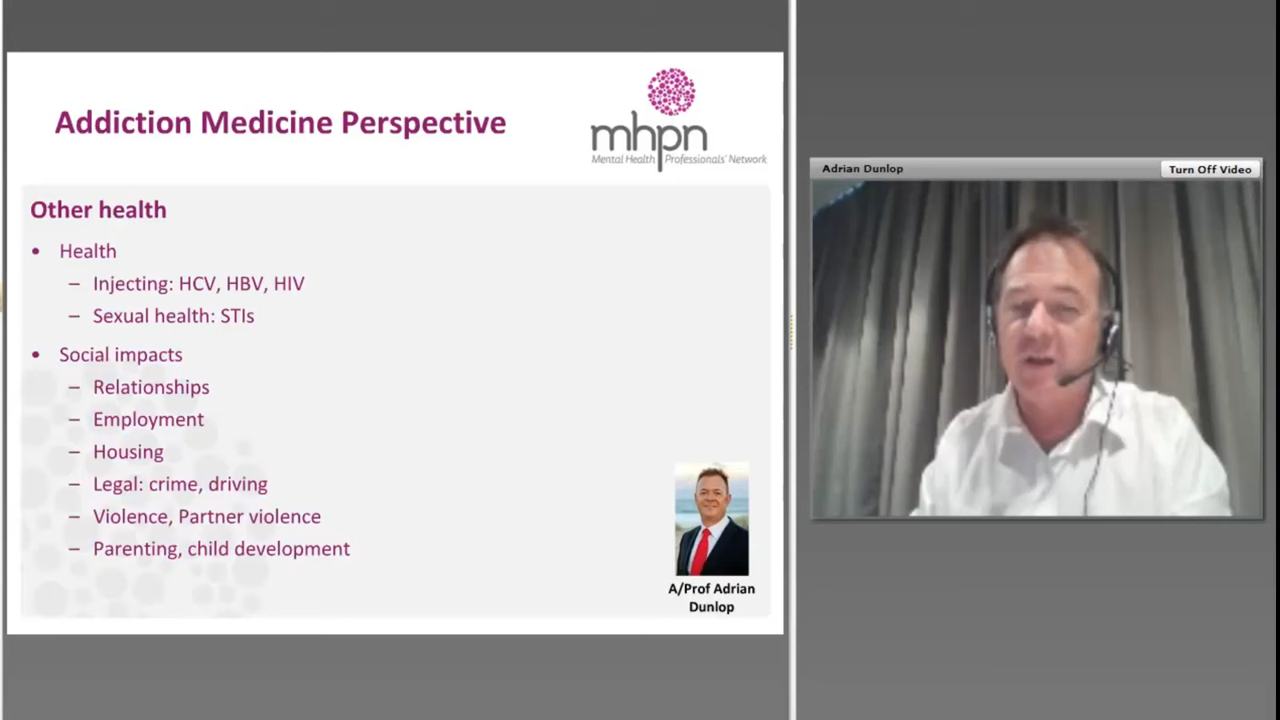 Addiction Medicine Perspective
mhpn
Mental Health Professionals' Network
Other health
• Health
– Injecting: HCV, HBV, HIV
– Sexual health: STIs
• Social impacts
– Relationships
– Employment
– Housing
– Legal: crime, driving
– Violence, Partner violence
– Parenting, child development
A/Prof Adrian
Dunlop
Adrian Dunlop
Turn Off Video